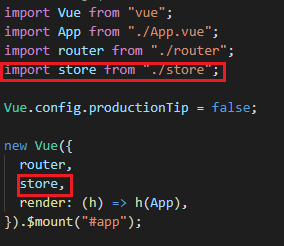 import Vue from "vue";
import App from "./App.vue";
import router from "./router";
import store from "./store";
Vue.config.productionTip = false;
new Vue({
router,
store,
render: (h) => h(App),
}).$mount("#app");